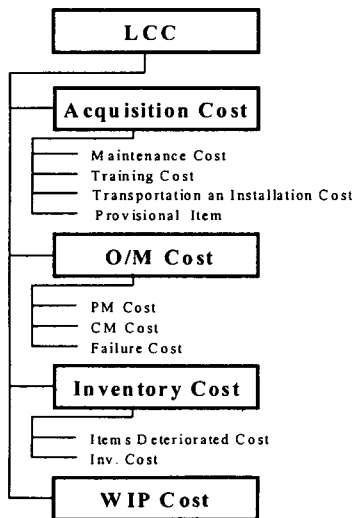 LCC
Acquisition Cost
Maintenance Cost
Training Cost
Transportation an Installation Cost
Provisional Item
O/M Cost
PM Cost
CM Cost
Failure Cost
Inventory Cost
Items Deteriorated Cost
Inv. Cost
WIP Cost